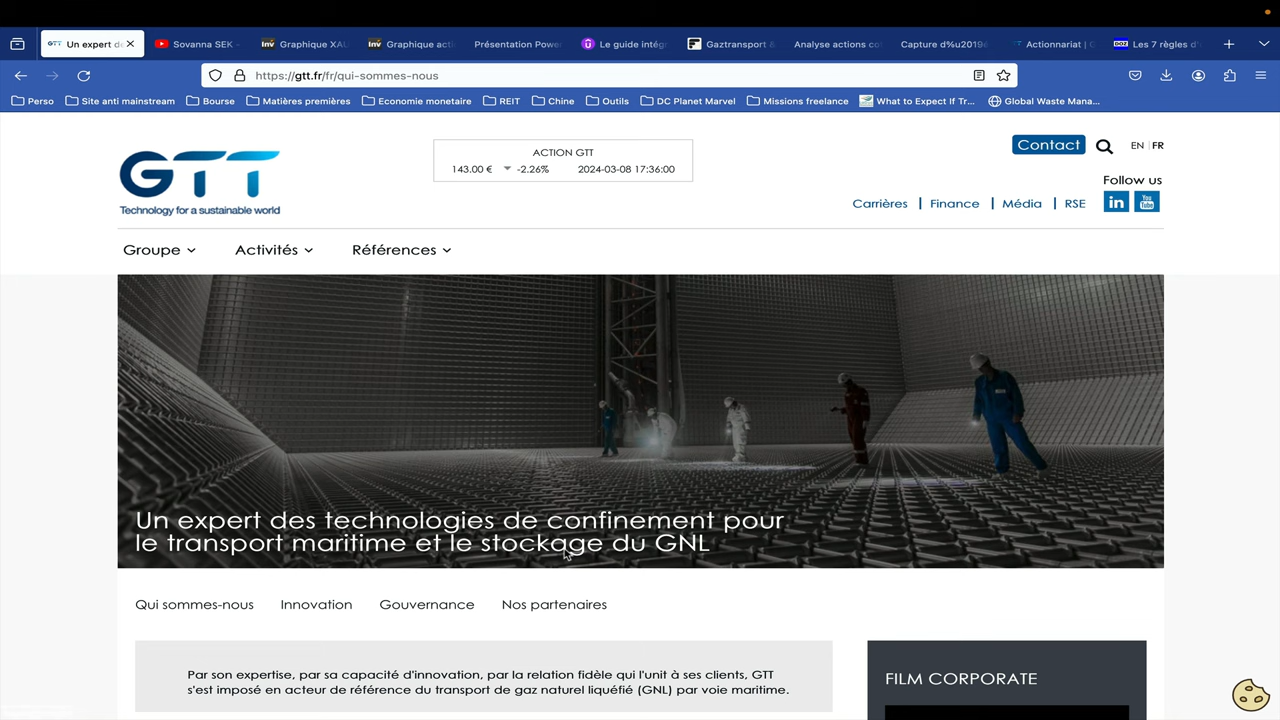 Un expert de
Sovanna SEK -
Graphique XAU
Graphique acti
Présentation Power
Le guide intég
Gaztransport &
Analyse actions co
Capture d%u2019é
Actionnariat | G
Les 7 règles d'
https://gtt.fr/fr/qui-sommes-nous
Perso
Site anti mainstream
Bourse
Matières premières
Economie monetaire
REIT
Chine
Outils
DC Planet Marvel
Missions freelance
What to Expect If Tr...
Global Waste Mana...
GTT
Technology for a sustainable world
ACTION GTT
143.00 € -2.26% 2024-03-08 17:36:00
Contact
EN | FR
Follow us
in
You Tube
Carrières | Finance | Média | RSE
Groupe
Activités
Références
Un expert des technologies de confinement pour
le transport maritime et le stockage du GNL
Qui sommes-nous
Innovation
Gouvernance
Nos partenaires
Par son expertise, par sa capacité d'innovation, par la relation fidèle qui l'unit à ses clients, GTT
s'est imposé en acteur de référence du transport de gaz naturel liquéfié (GNL) par voie maritime.
FILM CORPORATE